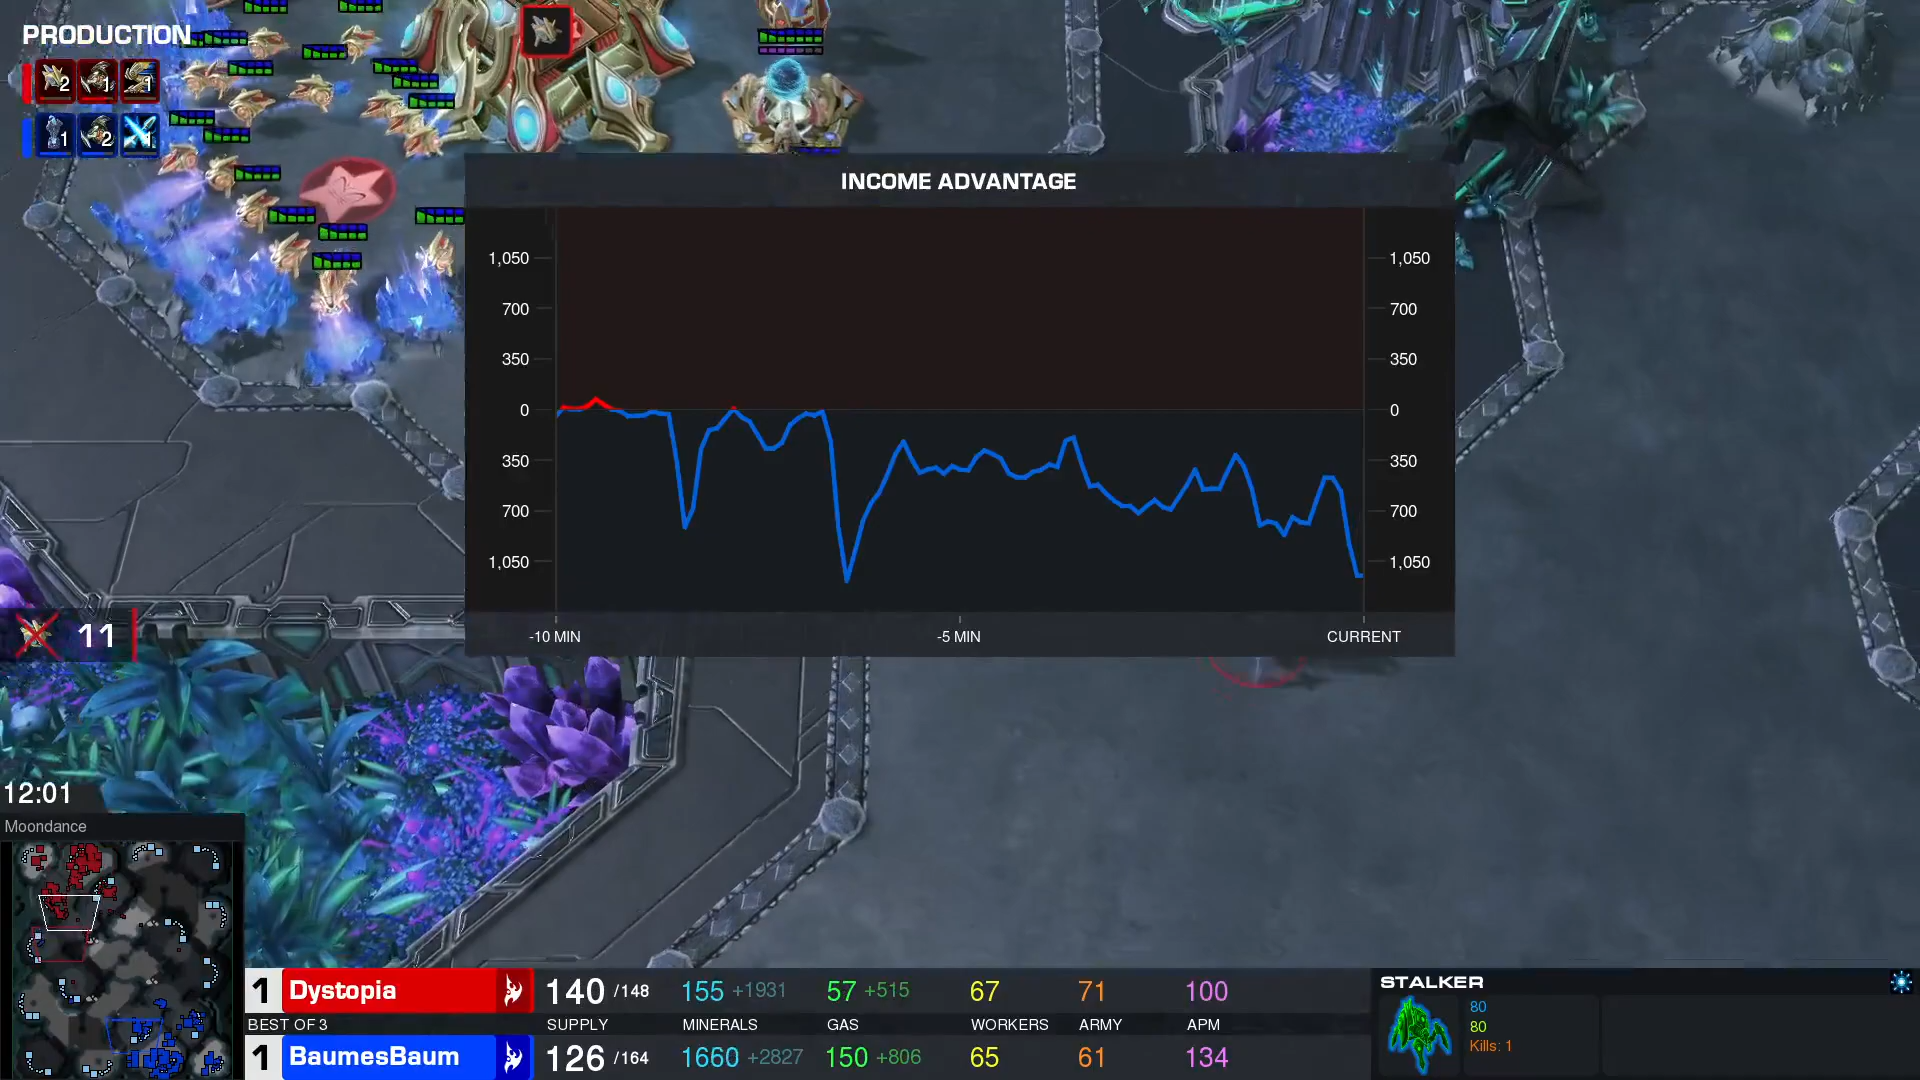 PRODUCTION
2 1 1
1 2 1
INCOME ADVANTAGE
1,050 1,050
700 700
350 350
0 0
350 350
700 700
1,050 1,050
-10 MIN -5 MIN CURRENT
11
12:01
Moondance
1 Dystopia 140 /148 155 +1931 57 +515 67 71 100
BEST OF 3 SUPPLY MINERALS GAS WORKERS ARMY APM
1 BaumesBaum 126 /164 1660 +2827 150 +806 65 61 134
STALKER
80
80
Kills: 1